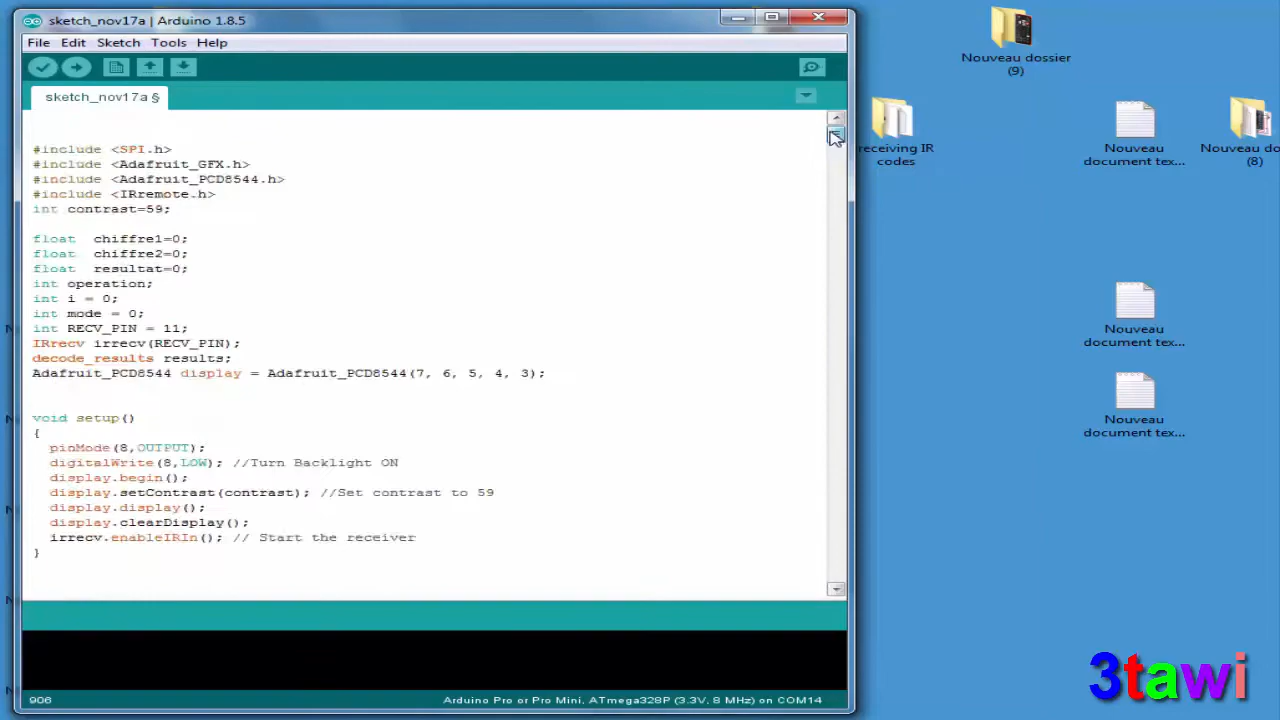 sketch_nov17a | Arduino 1.8.5
File Edit Sketch Tools Help
sketch_nov17a §
#include <SPI.h>
#include <Adafruit_GFX.h>
#include <Adafruit_PCD8544.h>
#include <IRremote.h>
int contrast=59;
float chiffre1=0;
float chiffre2=0;
float resultat=0;
int operation;
int i = 0;
int mode = 0;
int RECV_PIN = 11;
IRrecv irrecv(RECV_PIN);
decode_results results;
Adafruit_PCD8544 display = Adafruit_PCD8544(7, 6, 5, 4, 3);
void setup()
{
pinMode(8,OUTPUT);
digitalWrite(8,LOW); //Turn Backlight ON
display.begin();
display.setContrast(contrast); //Set contrast to 59
display.display();
display.clearDisplay();
irrecv.enableIRIn(); // Start the receiver
}
906
Arduino Pro or Pro Mini, ATmega328P (3.3V, 8 MHz) on COM14
Nouveau dossier
(9)
receiving IR
codes
Nouveau
document tex...
Nouveau do
(8)
Nouveau
document tex...
Nouveau
document tex...
3tawi